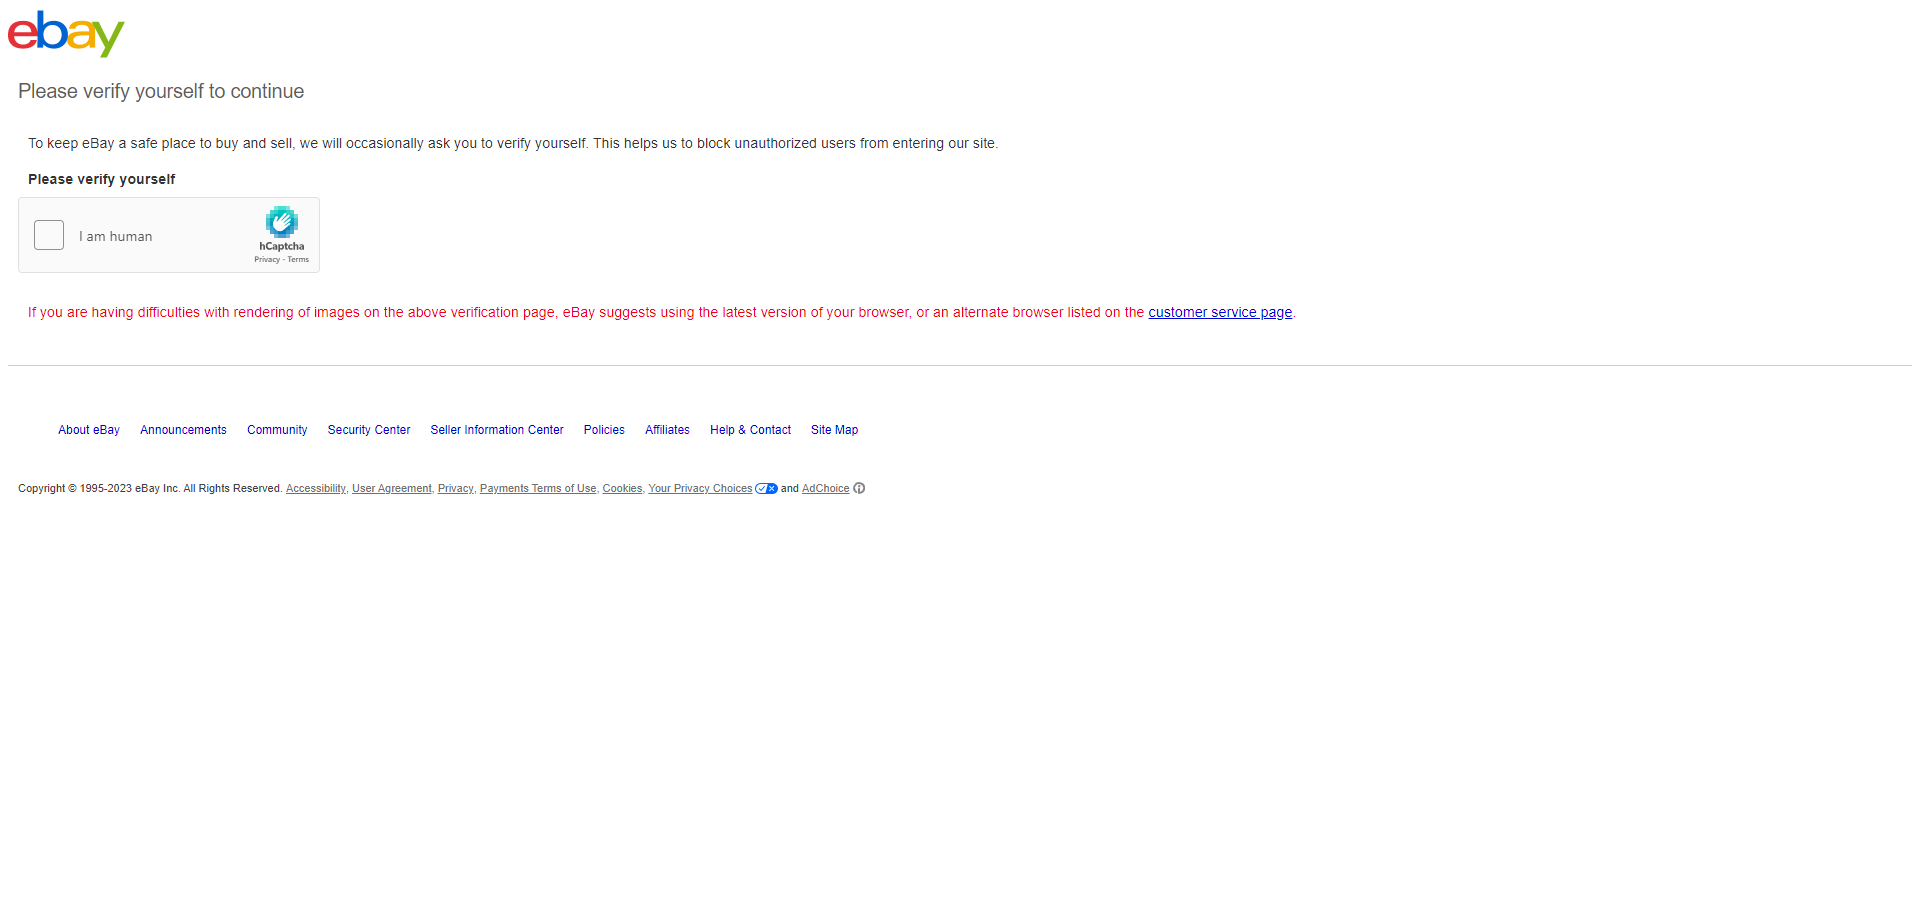 ebay
Please verify yourself to continue
To keep eBay a safe place to buy and sell, we will occasionally ask you to verify yourself. This helps us to block unauthorized users from entering our site.
Please verify yourself
I am human
hCaptcha
Privacy - Terms
If you are having difficulties with rendering of images on the above verification page, eBay suggests using the latest version of your browser, or an alternate browser listed on the customer service page.
About eBay Announcements Community Security Center Seller Information Center Policies Affiliates Help & Contact Site Map
Copyright © 1995-2023 eBay Inc. All Rights Reserved. Accessibility, User Agreement, Privacy, Payments Terms of Use, Cookies, Your Privacy Choices and AdChoice